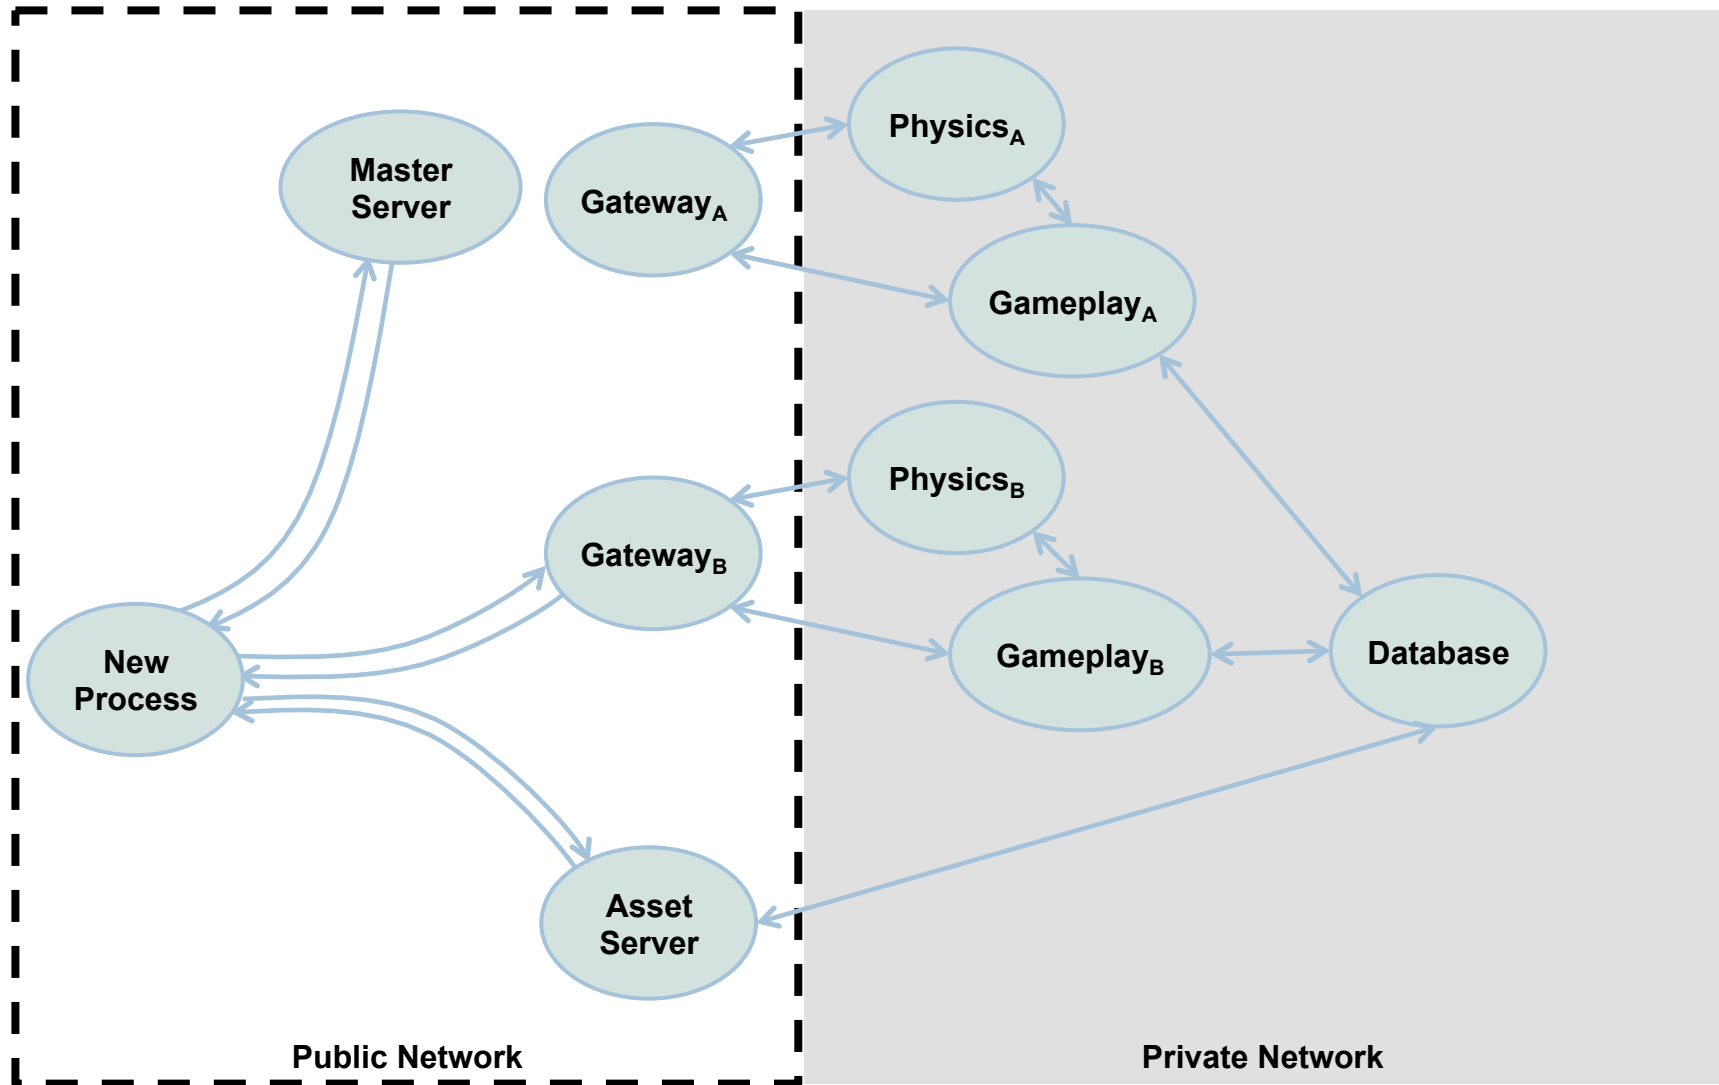 Master
Server
Gateway_A
Physics_A
Gameplay_A
Physics_B
Gateway_B
Gameplay_B
Database
New
Process
Asset
Server
Public Network
Private Network